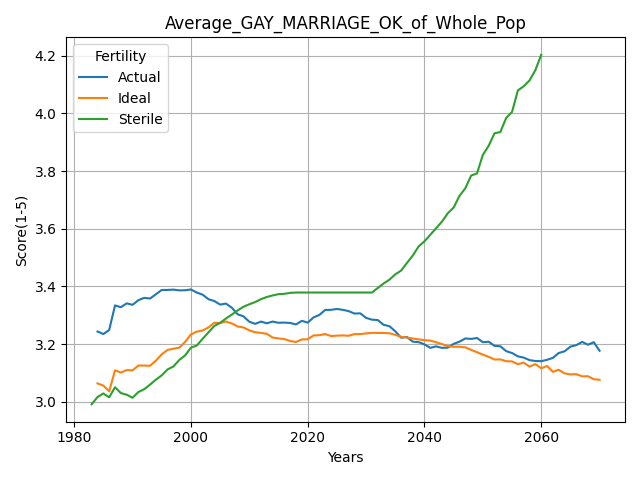 Average_GAY_MARRIAGE_OK_of_Whole_Pop
Fertility
Actual
Ideal
Sterile
Score(1-5)
4.2
4.0
3.8
3.6
3.4
3.2
3.0
1980 2000 2020 2040 2060
Years